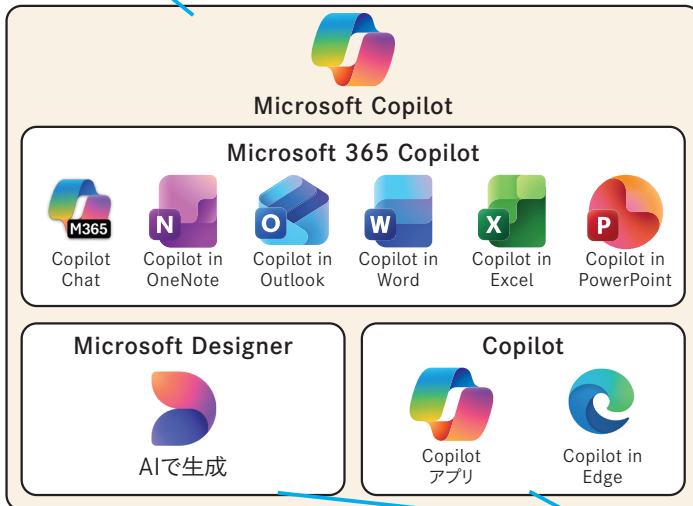 Microsoft Copilot
Microsoft 365 Copilot
M365
N
O
W
X
P
Copilot
Chat
Copilot in
OneNote
Copilot in
Outlook
Copilot in
Word
Copilot in
Excel
Copilot in
PowerPoint
Microsoft Designer
AIで生成
Copilot
Copilot
アプリ
Copilot in
Edge